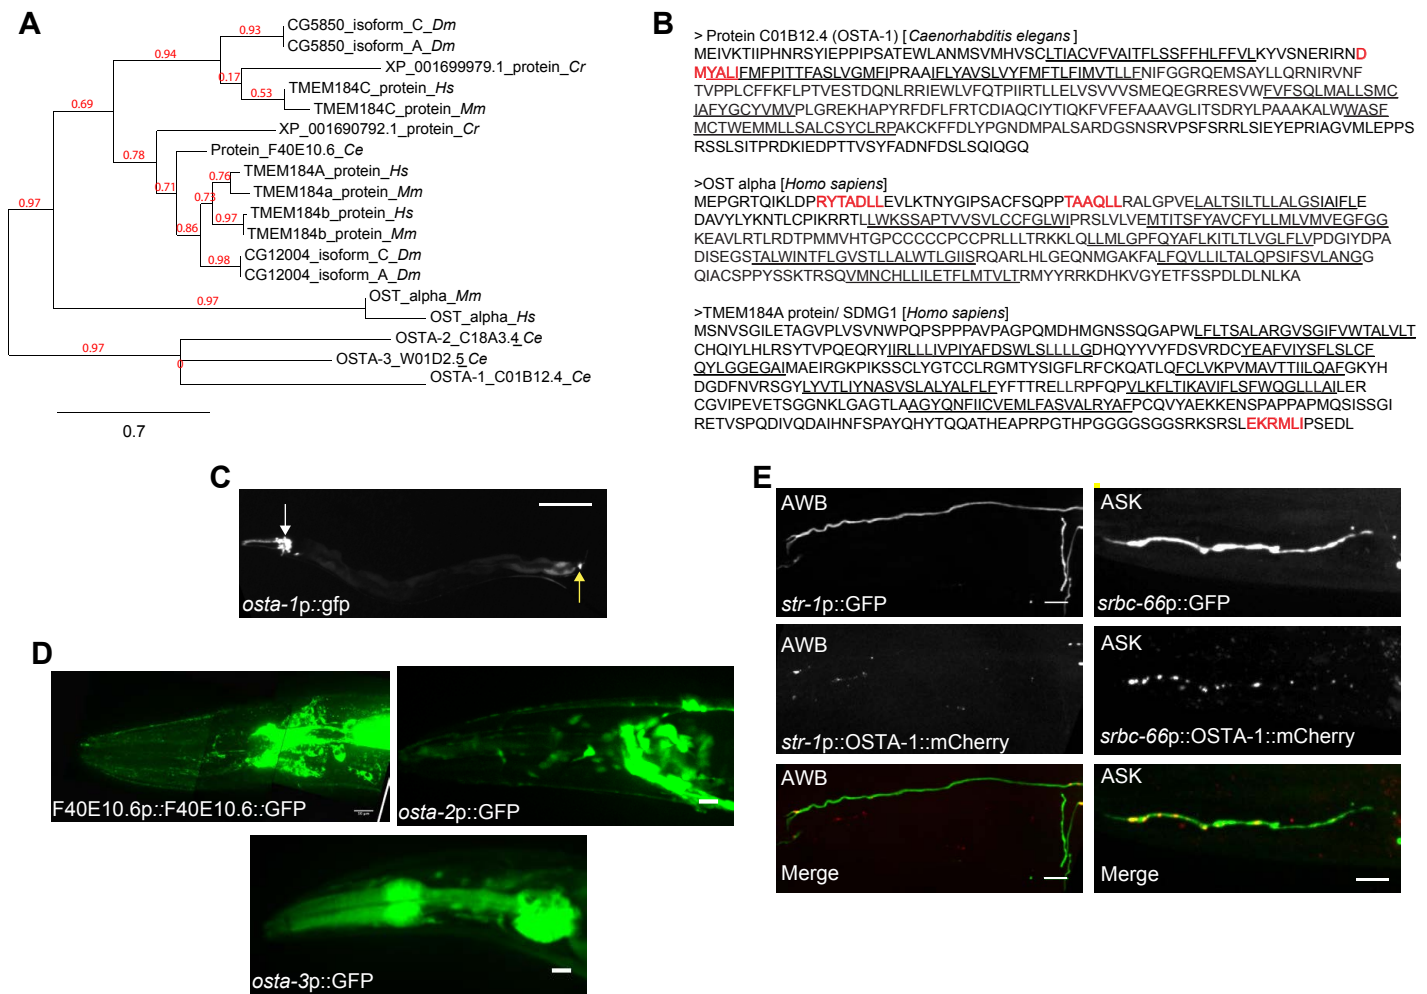 A
CG5850_isoform_C_Dm
0.93
CG5850_isoform_A_Dm
0.94
XP_001699979.1_protein_Cr
0.17
TMEM184C_protein_Hs
0.53
TMEM184C_protein_Mm
0.69
XP_001690792.1_protein_Cr
0.78
Protein_F40E10.6_Ce
TMEM184A_protein_Hs
0.76
0.71
TMEM184a_protein_Mm
0.73
TMEM184b_protein_Hs
0.97
0.97
0.86
TMEM184b_protein_Mm
CG12004_isoform_C_Dm
0.98
CG12004_isoform_A_Dm
OST_alpha_Mm
0.97
OST_alpha_Hs
OSTA-2_C18A3.4_Ce
0.97
OSTA-3_W01D2.5_Ce
0
OSTA-1_C01B12.4_Ce
0.7
B
> Protein C01B12.4 (OSTA-1) [Caenorhabditis elegans ]
MEIVKTIIPHNRSYIEPPIPSATEWLANMSVMHVSCLTIACVFVAITFLSSFFHLFFVLKYVSNERIRND
MYALIFMFPITTFASLVGMFIPRAAIFLYAVSLVYFMFTLFIMVTLLFNIFGGRQEMSAYLLQRNIRVNF
TVPPLCFFKFLPTVESTDQNLRRIEWLVFQTPIIRTLLELVSVVVSMEQEGRRESVWFVFSQLMALLSMC
IAFYGCYVMVPLGREKHAPYRFDFLFRTCDIAQCIYTIQKFVFEFAAAVGLITSDRYLPAAAKALWWASF
MCTWEMMLLSALCSYCLRPAKCKFFDLYPGNDMPALSARDGSNSRVPSFSRRLSIEYEPRIAGVMLEPPS
RSSLSITPRDKIEDPTTVSYFADNFDSLSQIQGQ
>OST alpha [Homo sapiens]
MEPGRTQIKLDPRYTADLLEVLKTNYGIPSACFSQPPTAAQLLRALGPVELALTSILTLLALGSIAIFLE
DAVYLYKNTLCPIKRRTLLWKSSAPTVVSVLCCFGLWIPRSLVLVEMTITSFYAVCFYLLMLVMVEGFGG
KEAVLRTLRDTPMMVHTGPCCCCCPCCPRLLLTRKKLQLLMLGPFQYAFLKITLTLVGLFLVPDGIYDPA
DISEGSTALWINTFLGVSTLLALWTLGIISRQARLHLGEQNMGAKFALFQVLLILTALQPSIFSVLANGG
QIACSPPYSSKTRSQVMNCHLLILETFLMTVLTRMYYRRKDHKVGYETFSSPDLDLNLKA
>TMEM184A protein/ SDMG1 [Homo sapiens]
MSNVSGILETAGVPLVSVNWPQPSPPPAVPAGPQMDHMGNSSQGAPWLFLTSALARGVSGIFVWTALVLT
CHQIYLHLRSYTVPQEQRYIIRLLLIVPIYAFDSWLSLLLLGDHQYYVYFDSVRDCYEAFVIYSFLSLCF
QYLGGEGAIMAEIRGKPIKSSCLYGTCCLRGMTYSIGFLRFCKQATLQFCLVKPVMAVTTIILQAFGKYH
DGDFNVRSGYLYVTLIYNASVSLALYALFLFYFTTRELLRPFQPVLKFLTIKAVIFLSFWQGLLLAILER
CGVIPEVETSGGNKLGAGTLAAGYQNFIICVEMLFASVALRYAFPCQVYAEKKENSPAPPAPMQSISSGI
RETVSPQDIVQDAIHNFSPAYQHYTQQATHEAPRPGTHPGGGGSGGSRKSRSLEKRMLIPSEDL
C
osta-1p::gfp
D
F40E10.6p::F40E10.6::GFP
osta-2p::GFP
osta-3p::GFP
E
AWB
str-1p::GFP
ASK
srbc-66p::GFP
AWB
str-1p::OSTA-1::mCherry
ASK
srbc-66p::OSTA-1::mCherry
AWB
Merge
ASK
Merge